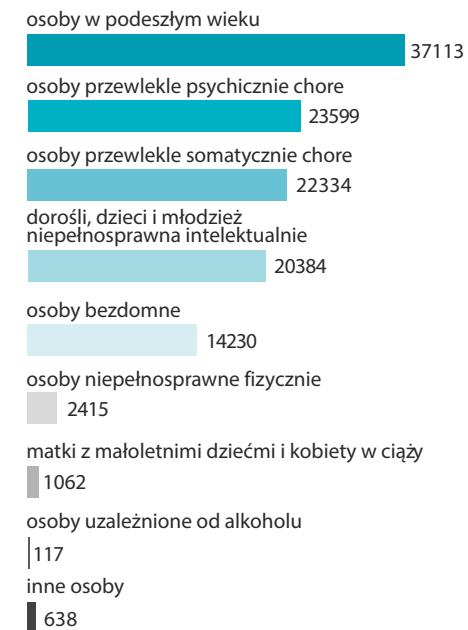 osoby w podeszłym wieku
37113
osoby przewlekle psychicznie chore
23599
osoby przewlekle somatycznie chore
22334
dorośli, dzieci i młodzież
niepełnosprawna intelektualnie
20384
osoby bezdomne
14230
osoby niepełnosprawne fizycznie
2415
matki z małoletnimi dziećmi i kobiety w ciąży
1062
osoby uzależnione od alkoholu
117
inne osoby
638